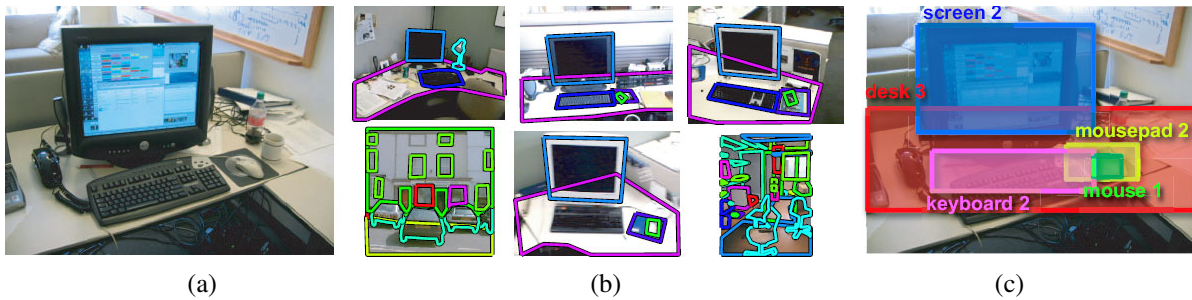 screen 2
desk 3
mousepad 2
mouse 1
keyboard 2
(a)
(b)
(c)